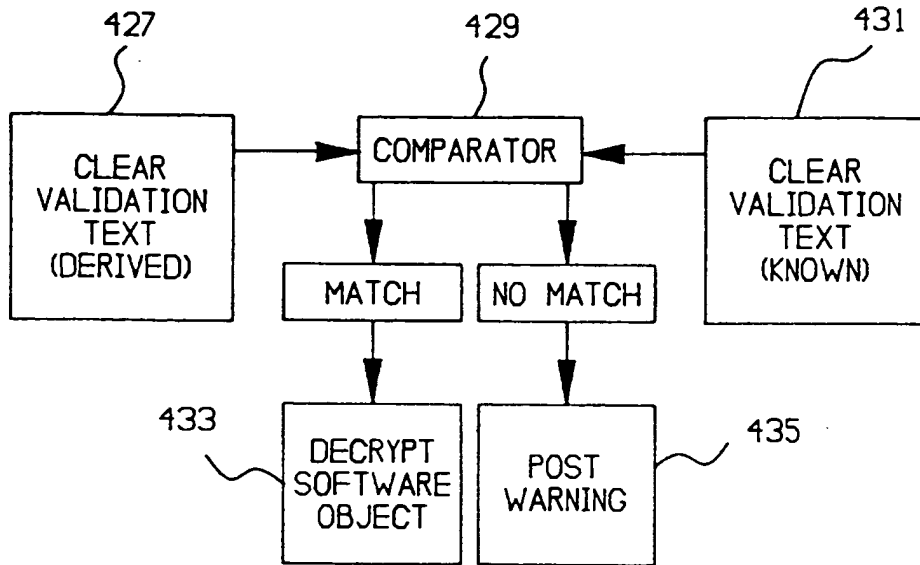 427
429
431
CLEAR
VALIDATION
TEXT
(DERIVED)
COMPARATOR
CLEAR
VALIDATION
TEXT
(KNOWN)
MATCH
NO MATCH
433
DECRYPT
SOFTWARE
OBJECT
POST
WARNING
435